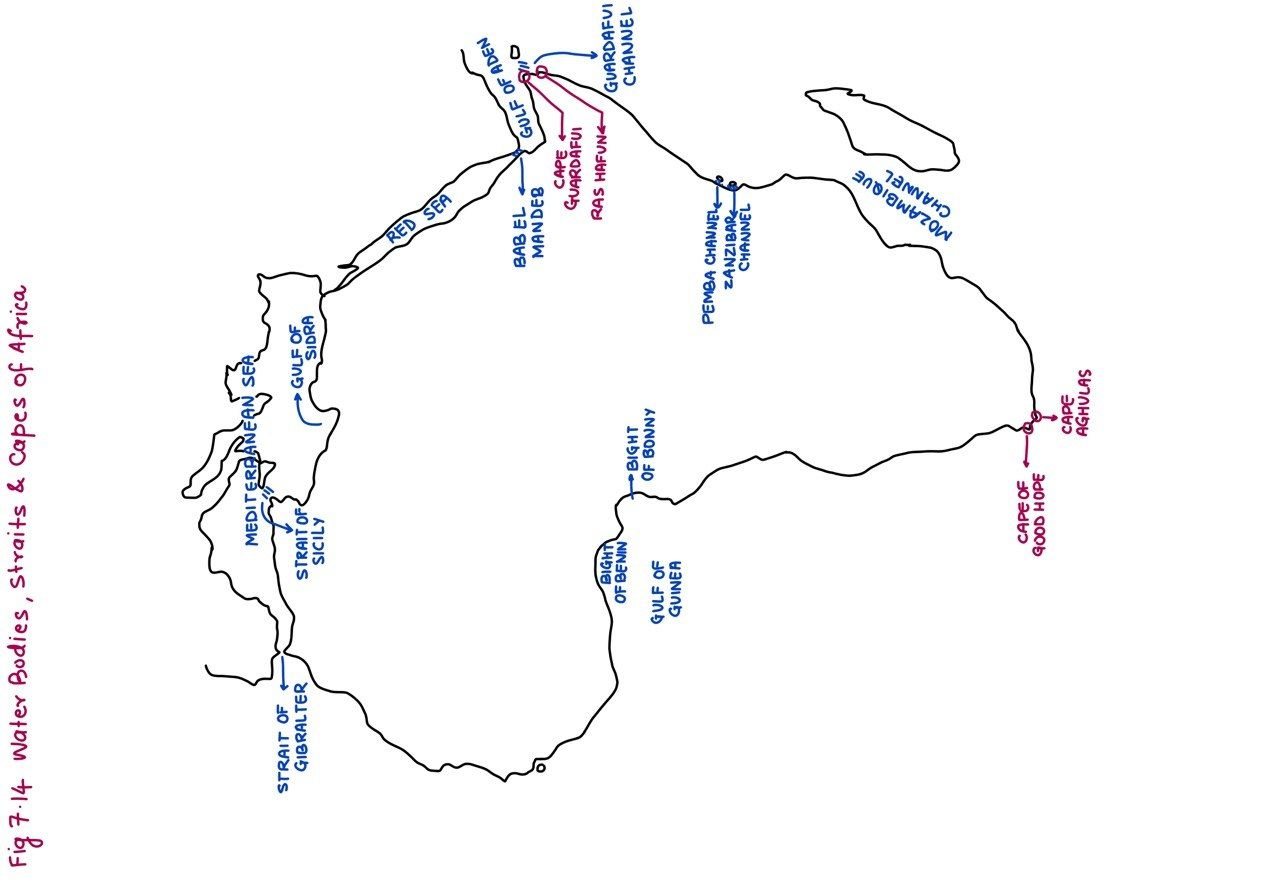 Fig 7.14 Water Bodies, Straits & Capes of Africa
STRAIT OF
GIBRALTER
MEDITERRANEAN SEA
STRAIT OF
SICILY
GULF OF
SIDRA
RED SEA
GULF OF ADEN
BAB EL
MANDEB
CAPE
GUARDAFUI
RAS HAFUN
GUARDAFUI
CHANNEL
BIGHT
OF BENIN
BIGHT
OF BONNY
GULF OF
GUINEA
PEMBA CHANNEL
ZANZIBAR
CHANNEL
MOZAMBIQUE
CHANNEL
CAPE OF
GOOD HOPE
CAPE
AGHULAS